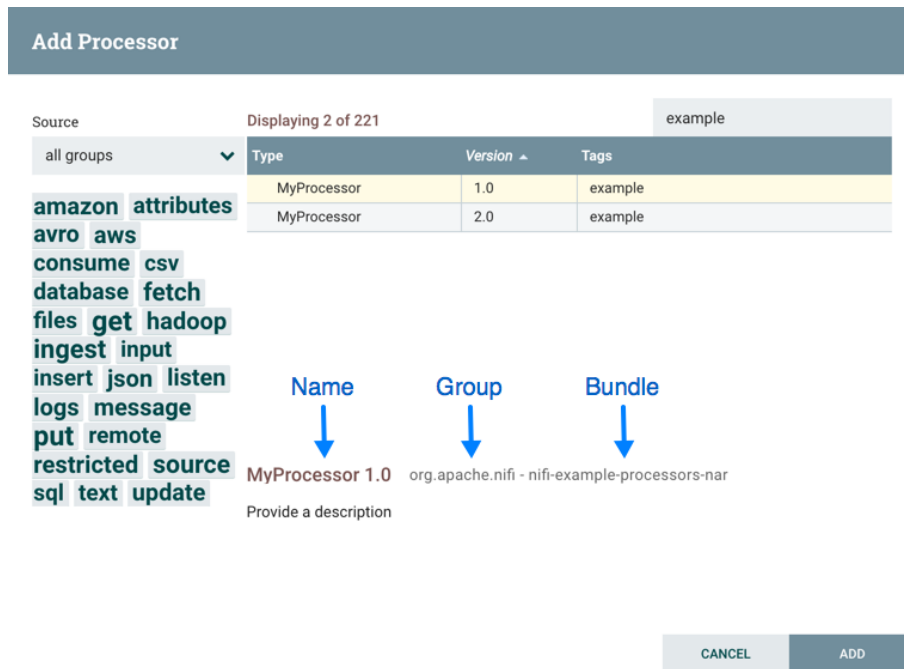 Add Processor
Source
Displaying 2 of 221
example
all groups
Type Version Tags
MyProcessor 1.0 example
MyProcessor 2.0 example
amazon attributes
avro aws
consume csv
database fetch
files get hadoop
ingest input
insert json listen
logs message
put remote
restricted source
sql text update
Name Group Bundle
MyProcessor 1.0 org.apache.nifi - nifi-example-processors-nar
Provide a description
CANCEL ADD